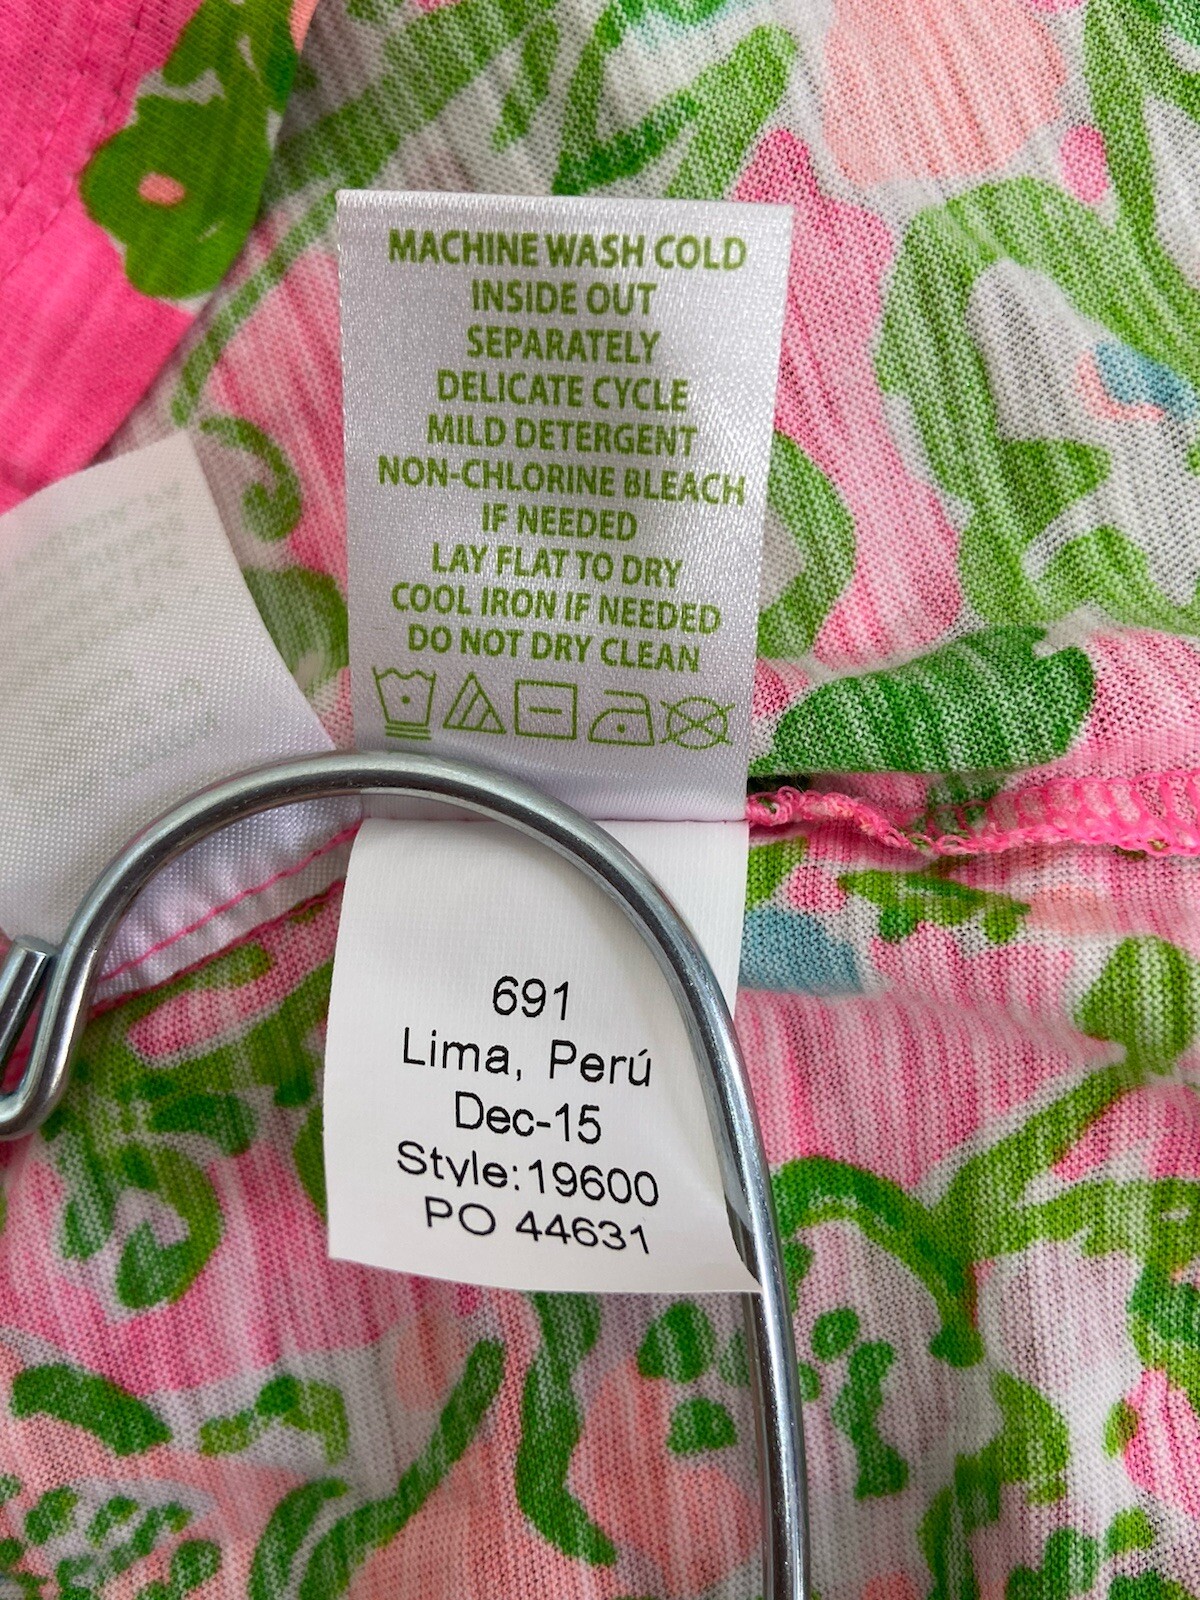 MACHINE WASH COLD
INSIDE OUT
SEPARATELY
DELICATE CYCLE
MILD DETERGENT
NON-CHLORINE BLEACH
IF NEEDED
LAY FLAT TO DRY
COOL IRON IF NEEDED
DO NOT DRY CLEAN
691
Lima, Perú
Dec-15
Style:19600
PO 44631